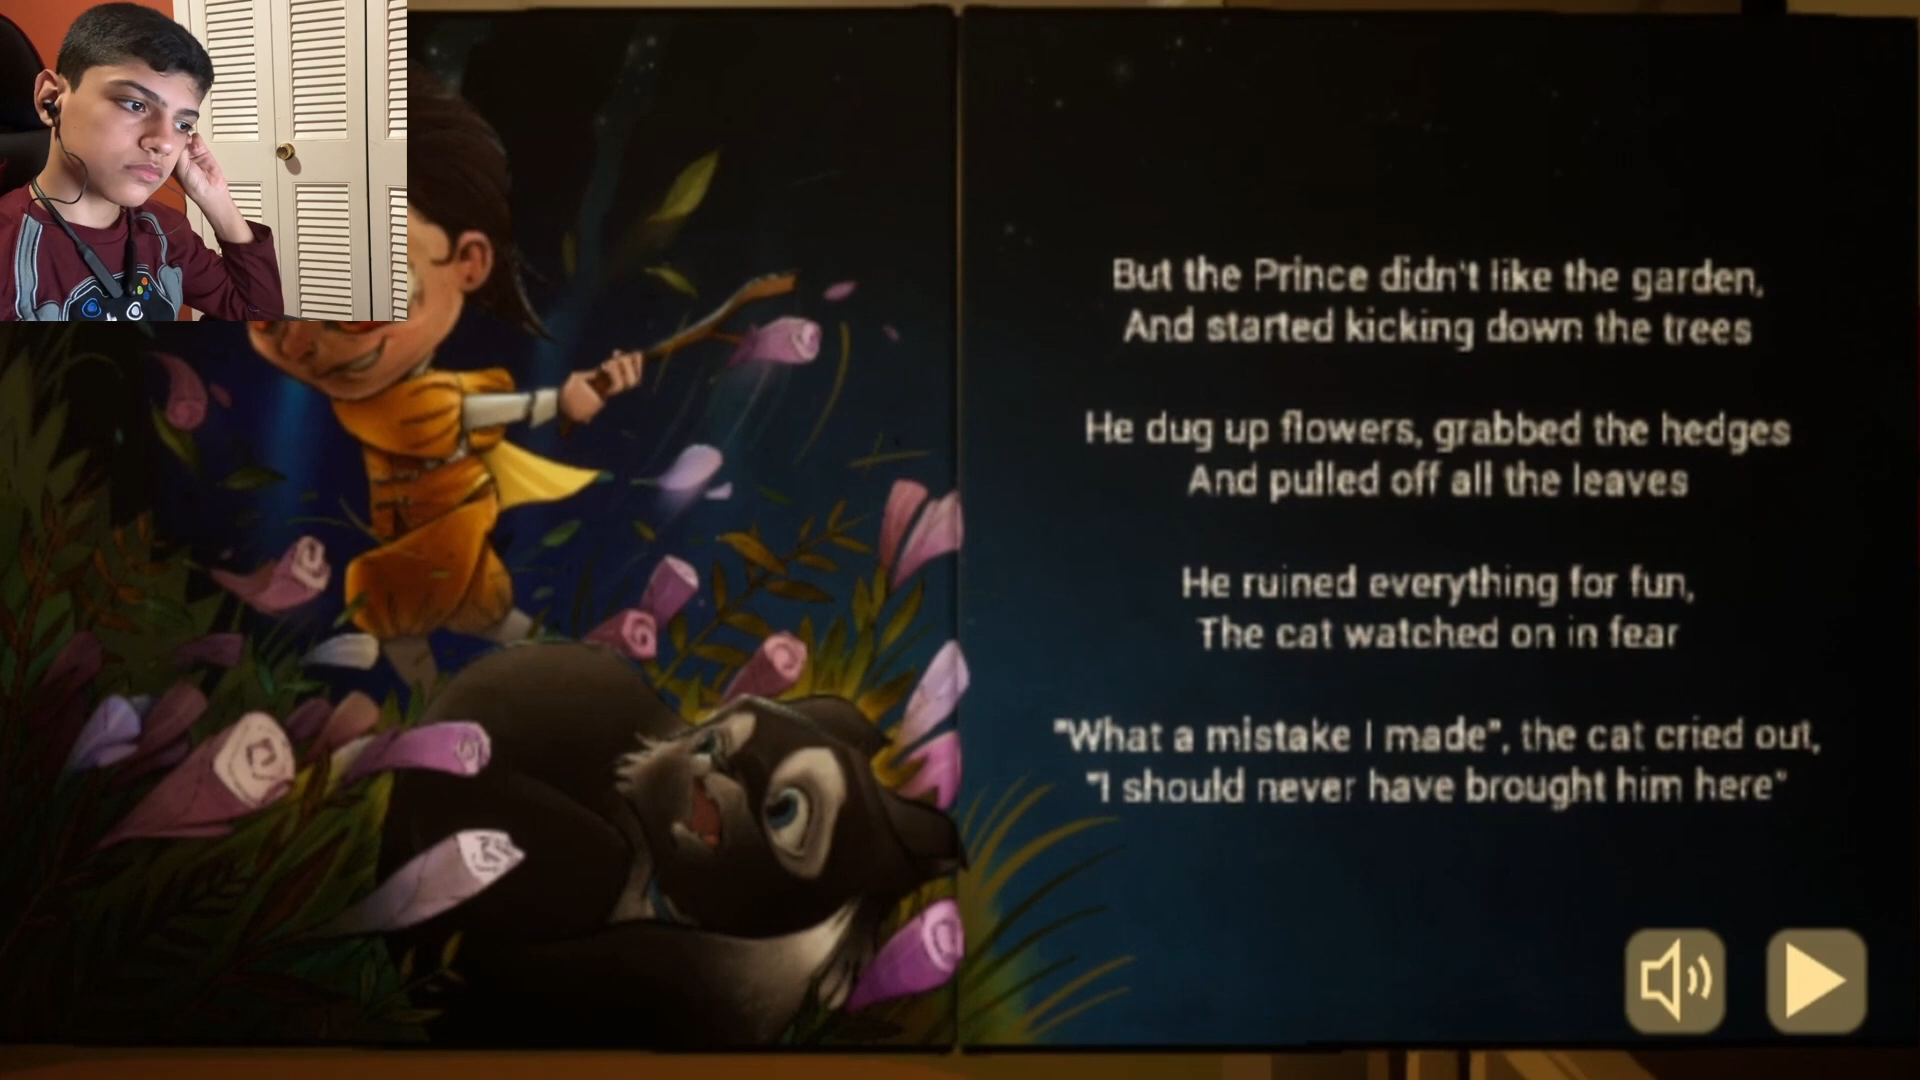 But the Prince didn't like the garden,
And started kicking down the trees
He dug up flowers, grabbed the hedges
And pulled off all the leaves
He ruined everything for fun,
The cat watched on in fear
"What a mistake I made", the cat cried out,
"I should never have brought him here"